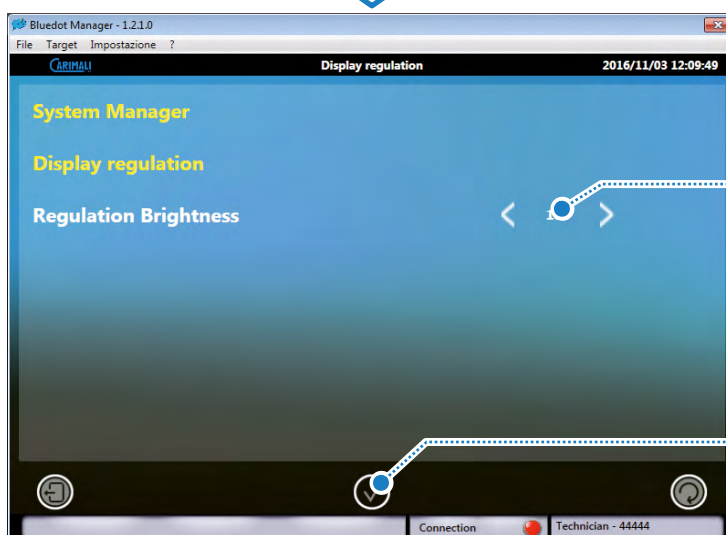 Bluedot Manager - 1.2.1.0
File Target Impostazione ?
CARIMALI Display regulation 2016/11/03 12:09:49
System Manager
Display regulation
Regulation Brightness
Connection Technician - 44444